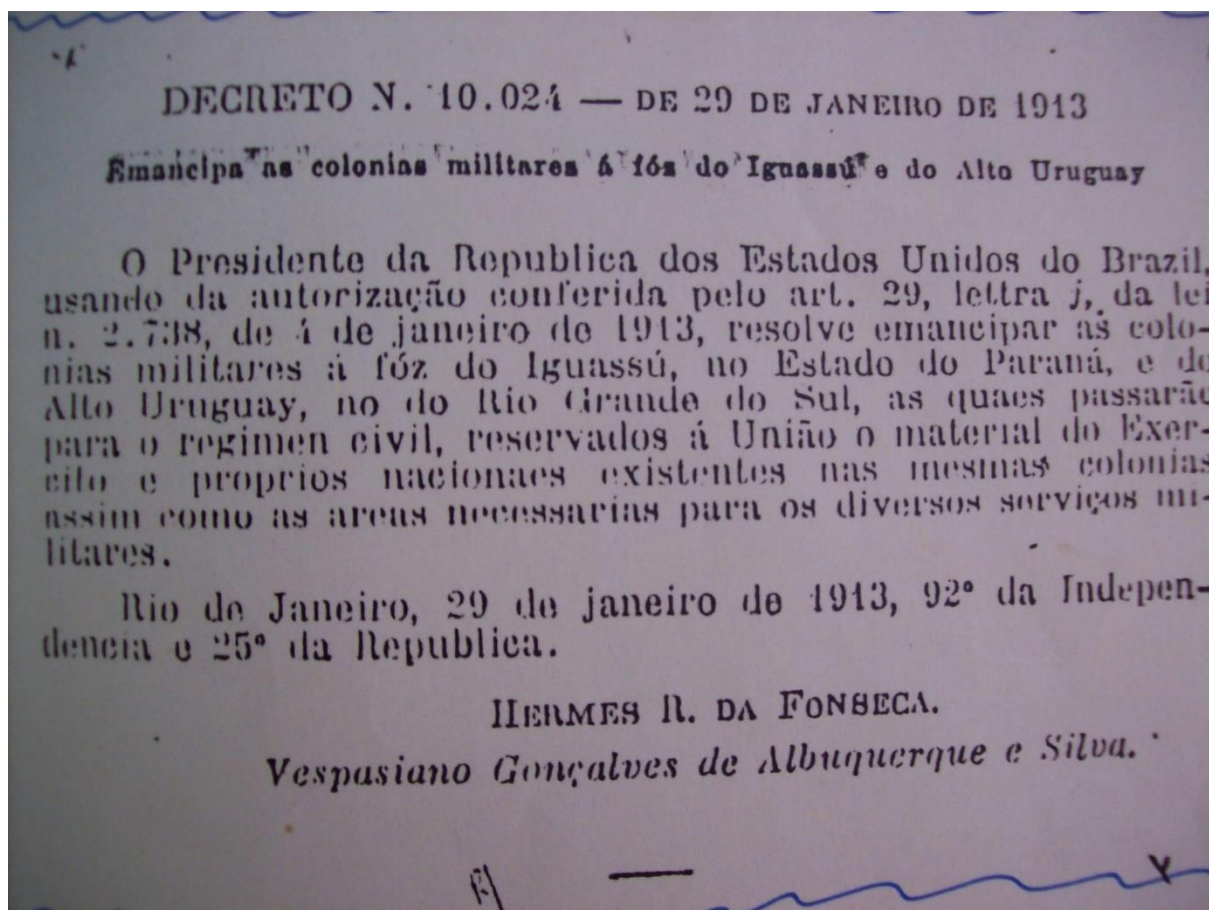 DECRETO N. 10.024 — DE 29 DE JANEIRO DE 1913
Emancipa as colonias militares á fóz do Iguassú e do Alto Uruguay
O Presidente da Republica dos Estados Unidos do Brazil,
usando da autorização conferida pelo art. 29, lettra j, da lei
n. 2.738, de 4 de janeiro de 1913, resolve emancipar as colo-
nias militares á fóz do Iguassú, no Estado do Paraná, e do
Alto Uruguay, no do Rio Grande do Sul, as quaes passarão
para o regimen civil, reservados á União o material do Exer-
cito e proprios nacionaes existentes nas mesmas colonias
assim como as areas necessarias para os diversos serviços mi-
litares.
Rio de Janeiro, 29 de janeiro de 1913, 92º da Indepen-
dencia e 25º da Republica.
HERMES R. DA FONSECA.
Vespasiano Gonçalves de Albuquerque e Silva.